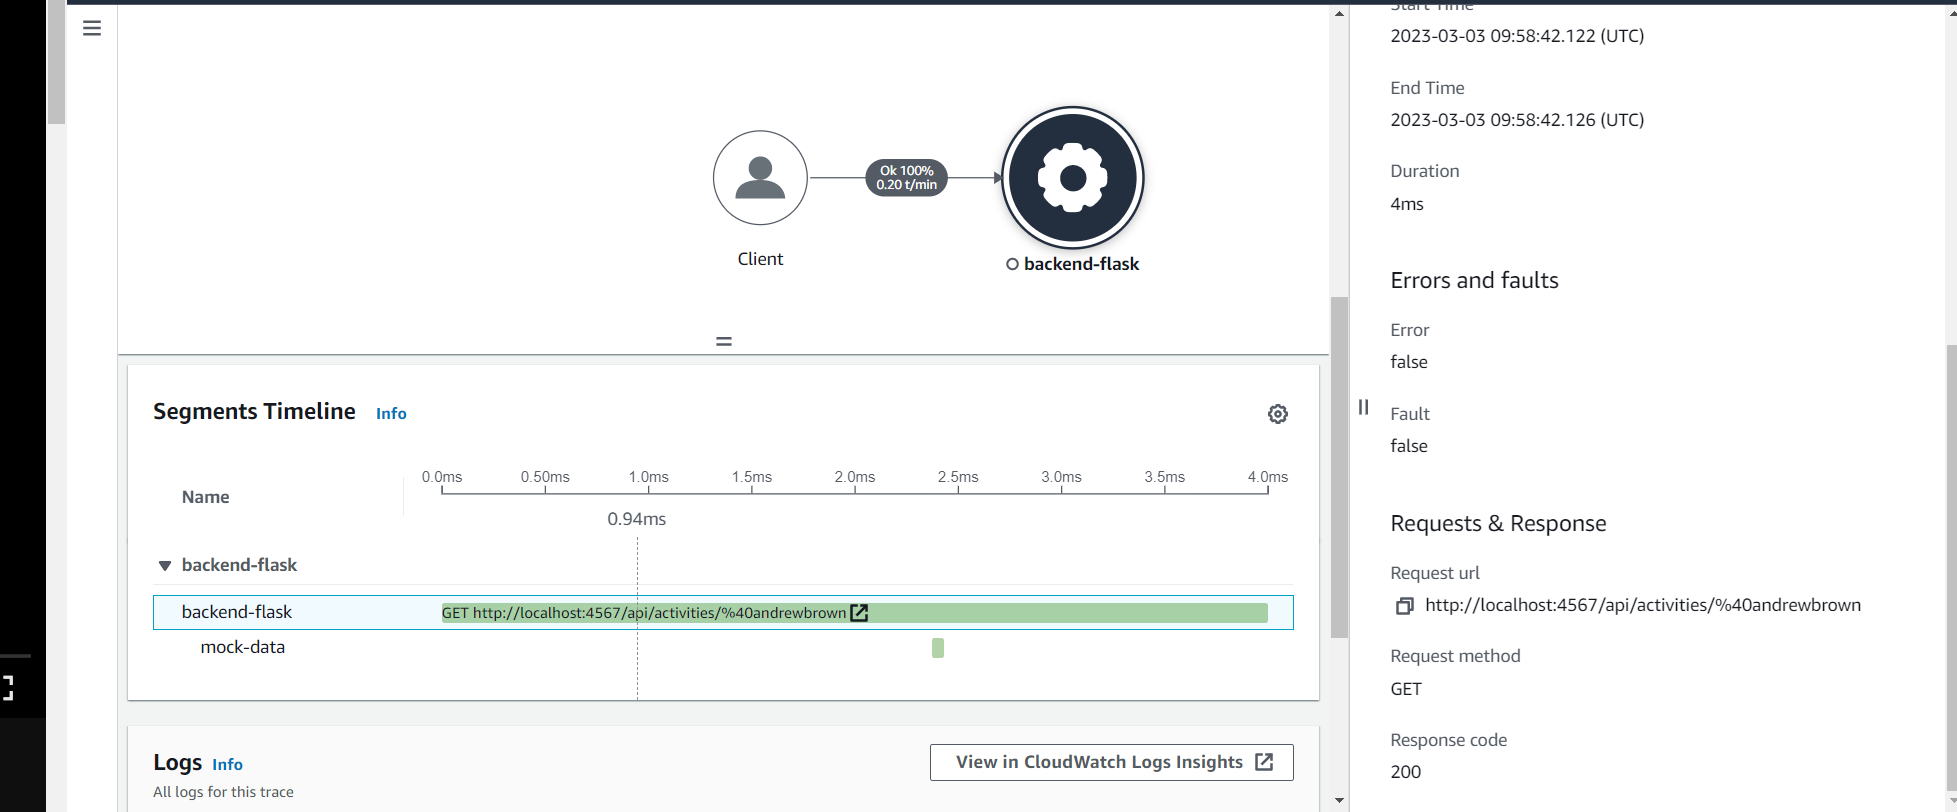 Ok 100%
0.20 t/min
Client
backend-flask
Segments Timeline Info
0.0ms 0.50ms 1.0ms 1.5ms 2.0ms 2.5ms 3.0ms 3.5ms 4.0ms
Name
0.94ms
backend-flask
backend-flask GET http://localhost:4567/api/activities/%40andrewbrown
mock-data
Logs Info
All logs for this trace
View in CloudWatch Logs Insights
Start Time
2023-03-03 09:58:42.122 (UTC)
End Time
2023-03-03 09:58:42.126 (UTC)
Duration
4ms
Errors and faults
Error
false
Fault
false
Requests & Response
Request url
http://localhost:4567/api/activities/%40andrewbrown
Request method
GET
Response code
200